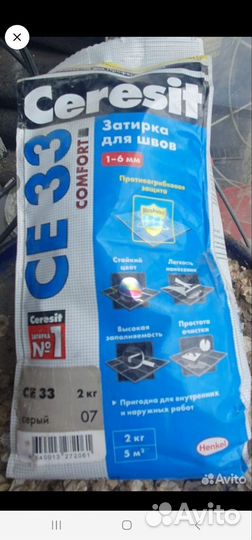 Ceresit
CE 33
COMFORT
Затирка
для швов
1–6 мм
Противогрибковая
защита
Стойкий
цвет
Легкость
нанесения
Высокая
заполняемость
Простота
очистки
Ceresit
ЗАТИРКА
№1
CE 33 2 кг
серый 07
• Пригодна для внутренних
и наружных работ
2 кг
5 м²
Henkel
Avito
Avito